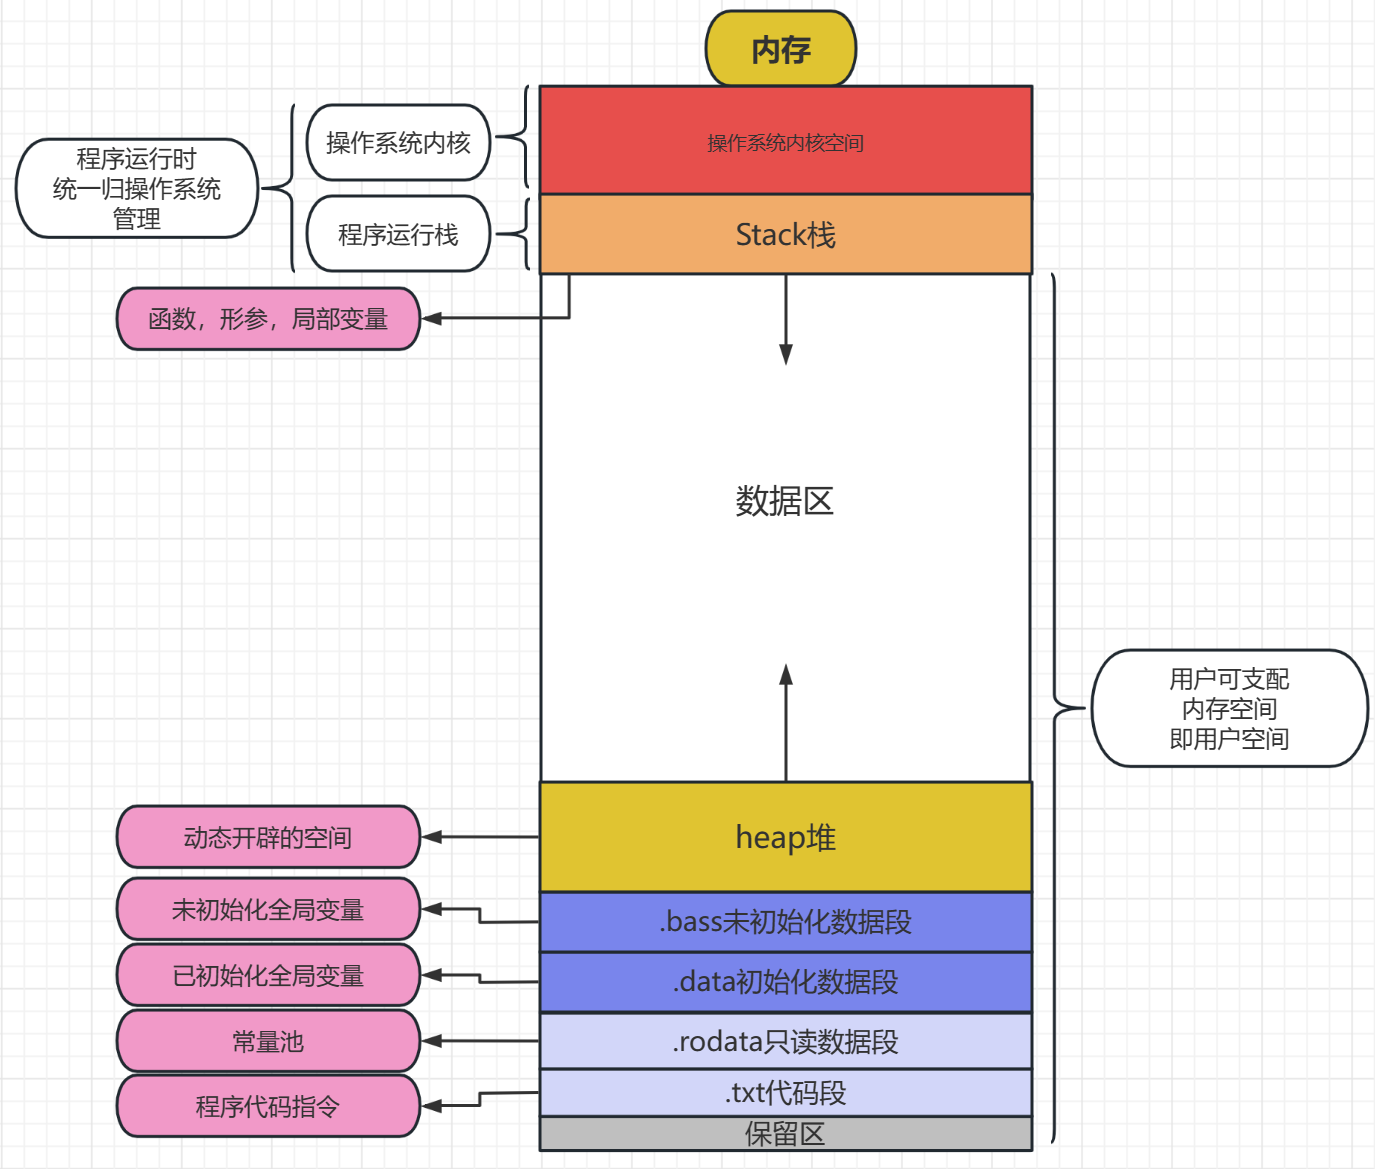 内存
操作系统内核空间
操作系统内核
程序运行时
统一归操作系统
管理
程序运行栈
Stack栈
函数，形参，局部变量
数据区
用户可支配
内存空间
即用户空间
动态开辟的空间
heap堆
未初始化全局变量
.bass未初始化数据段
已初始化全局变量
.data初始化数据段
常量池
.rodata只读数据段
程序代码指令
.txt代码段
保留区